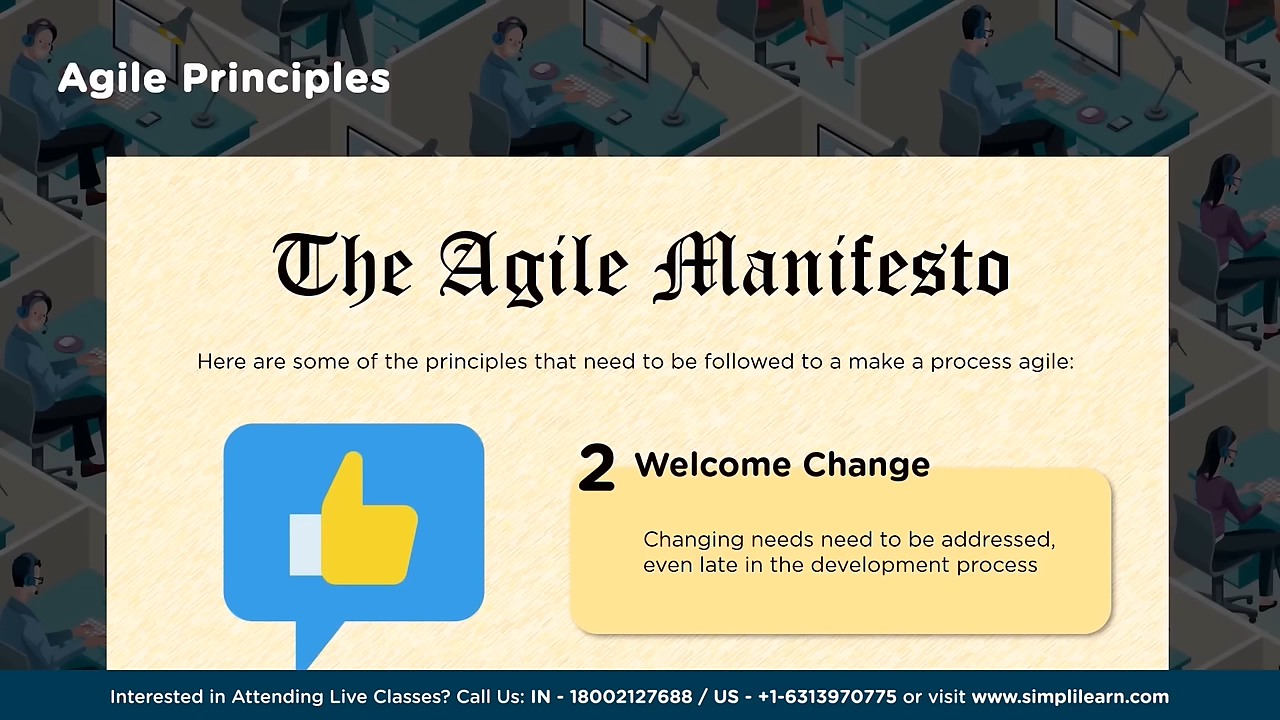 Agile Principles
The Agile Manifesto
Here are some of the principles that need to be followed to a make a process agile:
2 Welcome Change
Changing needs need to be addressed,
even late in the development process
Interested in Attending Live Classes? Call Us: IN - 18002127688 / US - +1-6313970775 or visit www.simplilearn.com